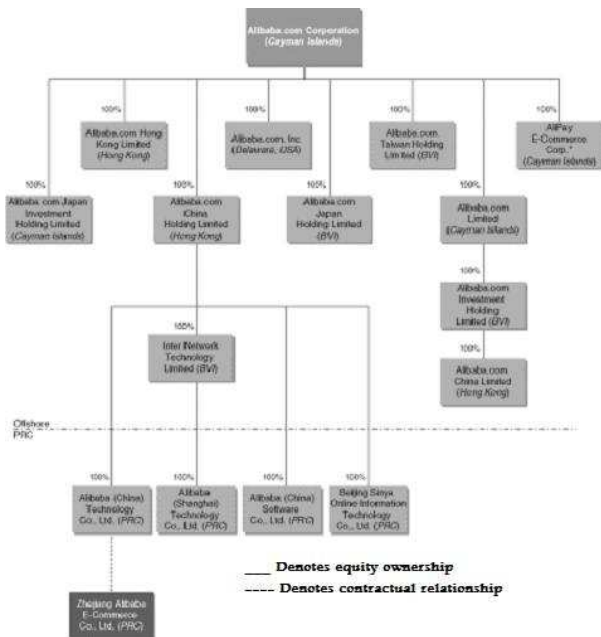 Alibaba.com Corporation
(Cayman Islands)
100%
100%
100%
100%
Alibaba.com Hong
Kong Limited
(Hong Kong)
Alibaba.com, Inc.
(Delaware, USA)
Alibaba.com
Taiwan Holding
Limited (BVI)
AliPay
E-Commerce
Corp.*
(Cayman Islands)
100%
100%
100%
100%
Alibaba.com Japan
Investment
Holding Limited
(Cayman Islands)
Alibaba.com
China
Holding Limited
(Hong Kong)
Alibaba.com
Japan
Holding Limited
(BVI)
Alibaba.com
Limited
(Cayman Islands)
100%
Alibaba.com
Investment
Holding
Limited (BVI)
100%
Inter Network
Technology
Limited (BVI)
100%
Alibaba.com
China Limited
(Hong Kong)
Offshore
PRC
100%
100%
100%
100%
Alibaba (China)
Technology
Co., Ltd. (PRC)
Alibaba
(Shanghai)
Technology
Co., Ltd. (PRC)
Alibaba (China)
Software
Co., Ltd. (PRC)
Beijing Sinya
Online Information
Technology
Co., Ltd. (PRC)
___ Denotes equity ownership
---- Denotes contractual relationship
Zhejiang Alibaba
E-Commerce
Co., Ltd. (PRC)